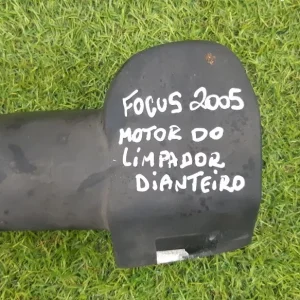 FOCUS 2005
MOTOR DO
LIMPADOR
DIANTEIRO